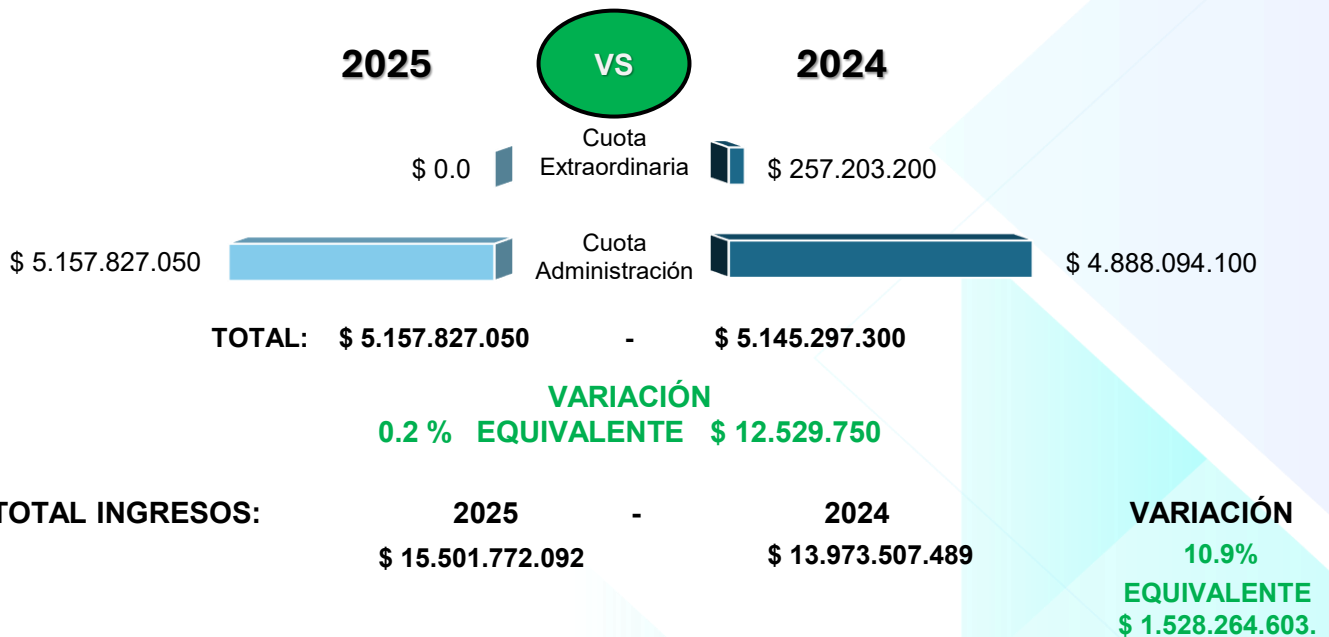 2025 VS 2024
$ 0.0 Cuota Extraordinaria $ 257.203.200
$ 5.157.827.050 Cuota Administración $ 4.888.094.100
TOTAL: $ 5.157.827.050 - $ 5.145.297.300
VARIACIÓN
0.2 % EQUIVALENTE $ 12.529.750
TOTAL INGRESOS: 2025 - 2024 VARIACIÓN
$ 15.501.772.092 $ 13.973.507.489 10.9%
EQUIVALENTE
$ 1.528.264.603.